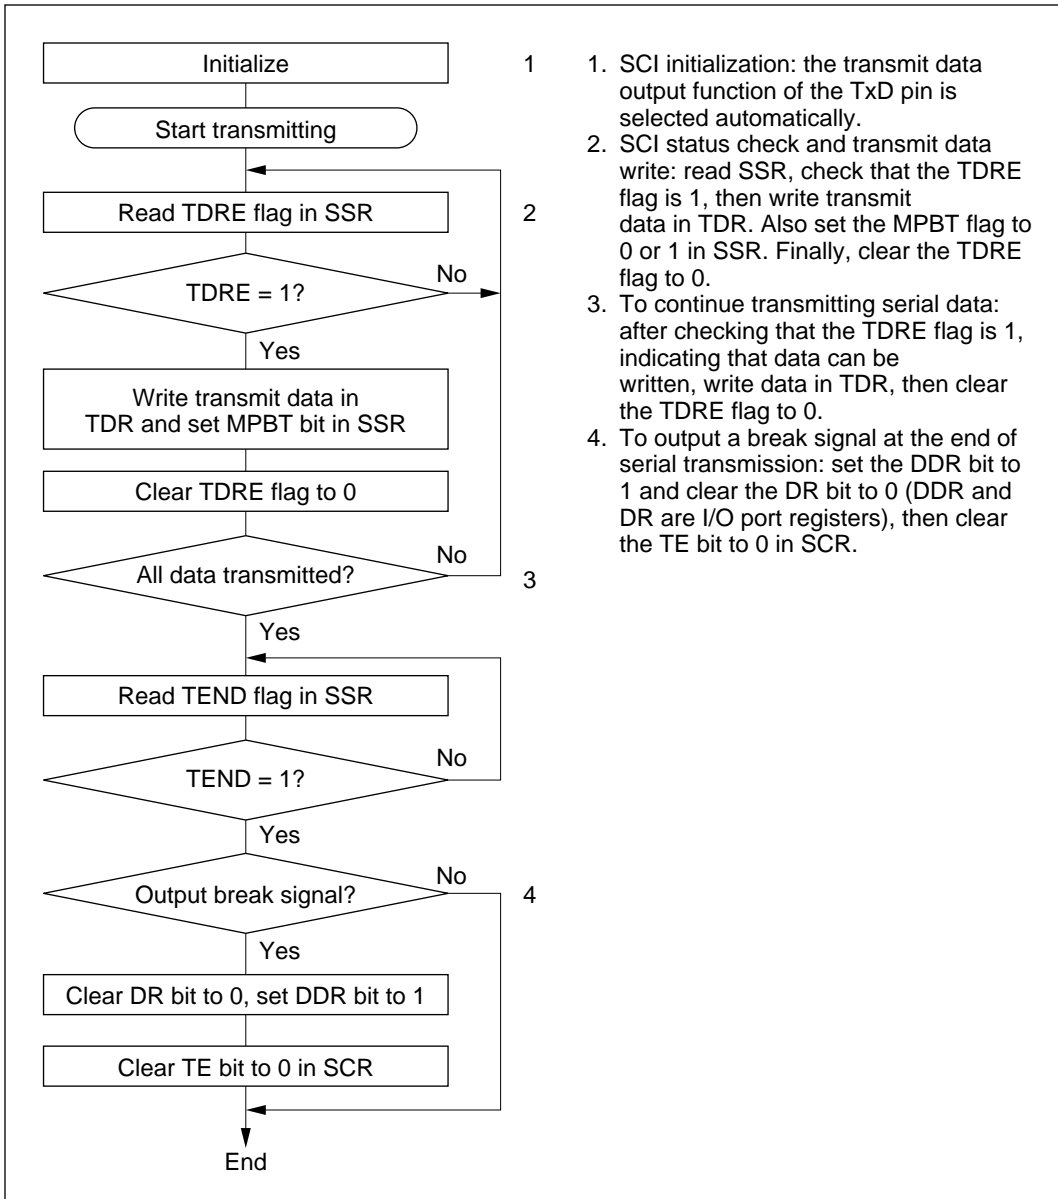 Initialize
1
Start transmitting
Read TDRE flag in SSR
2
TDRE = 1?
No
Yes
Write transmit data in
TDR and set MPBT bit in SSR
Clear TDRE flag to 0
All data transmitted?
No
3
Yes
Read TEND flag in SSR
TEND = 1?
No
Yes
Output break signal?
No
4
Yes
Clear DR bit to 0, set DDR bit to 1
Clear TE bit to 0 in SCR
End
1. SCI initialization: the transmit data
output function of the TxD pin is
selected automatically.
2. SCI status check and transmit data
write: read SSR, check that the TDRE
flag is 1, then write transmit
data in TDR. Also set the MPBT flag to
0 or 1 in SSR. Finally, clear the TDRE
flag to 0.
3. To continue transmitting serial data:
after checking that the TDRE flag is 1,
indicating that data can be
written, write data in TDR, then clear
the TDRE flag to 0.
4. To output a break signal at the end of
serial transmission: set the DDR bit to
1 and clear the DR bit to 0 (DDR and
DR are I/O port registers), then clear
the TE bit to 0 in SCR.